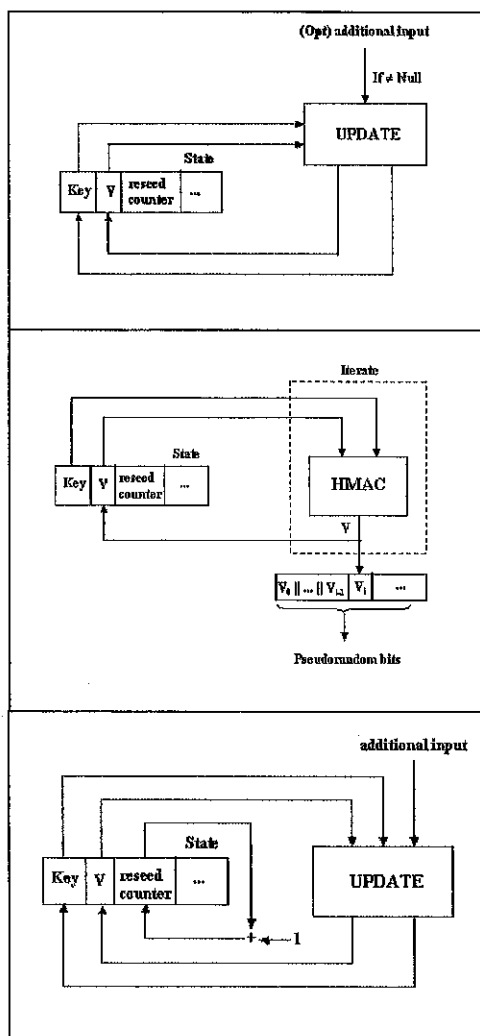 (Opt) additional input
If ≠ Null
UPDATE
State
Key V reseed counter ...
Iterate
State
Key V reseed counter ...
HMAC
V
V₀ || ... || Vᵢ₋₁ Vᵢ ...
Pseudorandom bits
additional input
State
Key V reseed counter ...
UPDATE
+ 1